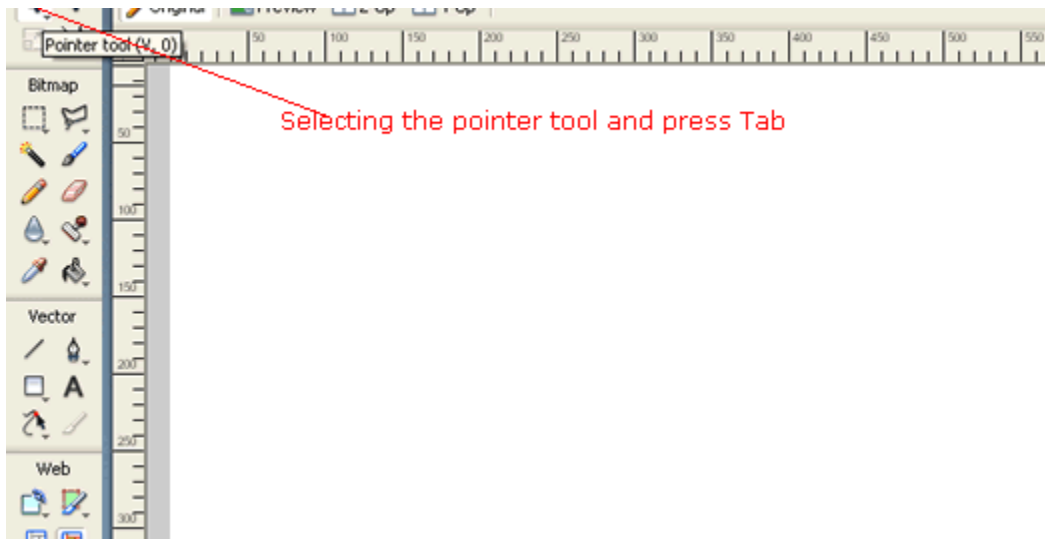 Original Preview 2-Up 4-Up
Pointer tool (V, 0)
50 100 150 200 250 300 350 400 450 500 550
Bitmap
Selecting the pointer tool and press Tab
50
100
150
Vector
200
250
Web
300